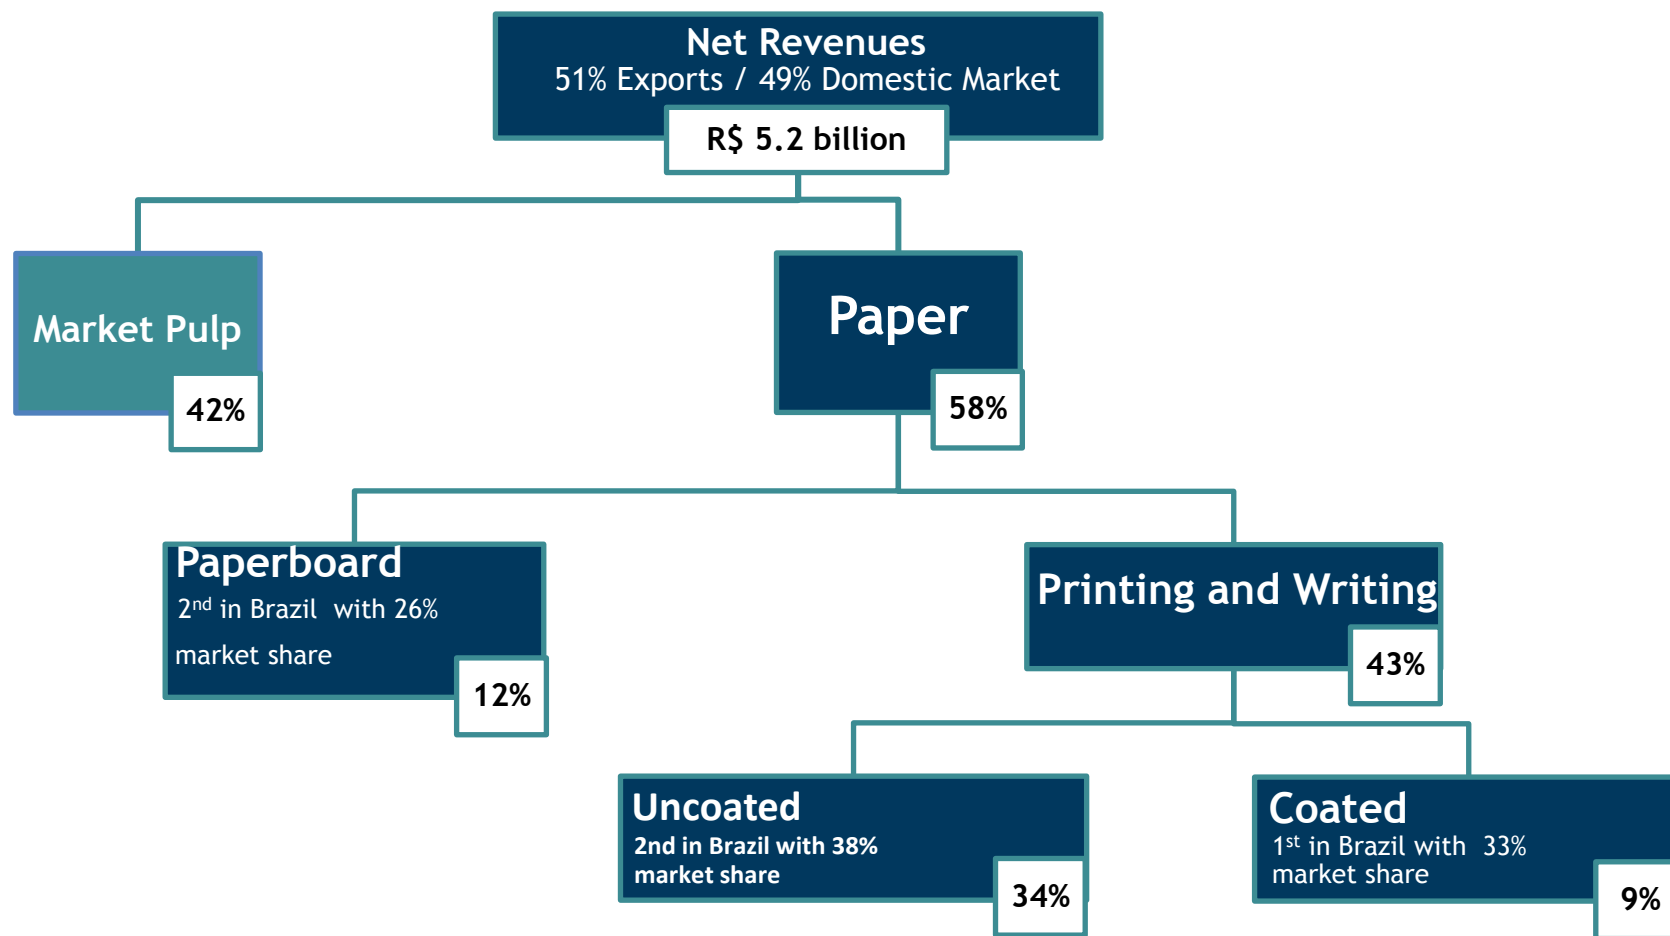 Net Revenues
51% Exports / 49% Domestic Market
R$ 5.2 billion
Market Pulp
42%
Paper
58%
Paperboard
2nd in Brazil  with 26%
market share
12%
Printing and Writing
43%
Uncoated
2nd in Brazil with 38%
market share
34%
Coated
1st in Brazil with  33%
market share
9%